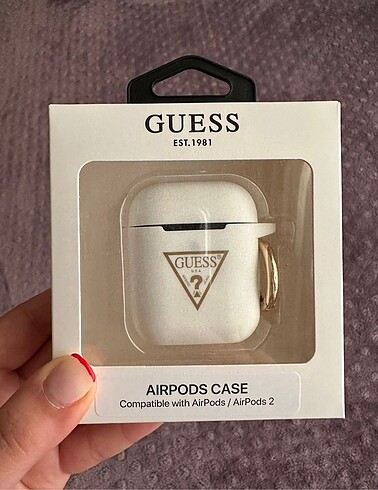 GUESS
EST.1981
GUESS®
USA
?
AIRPODS CASE
Compatible with AirPods / AirPods 2